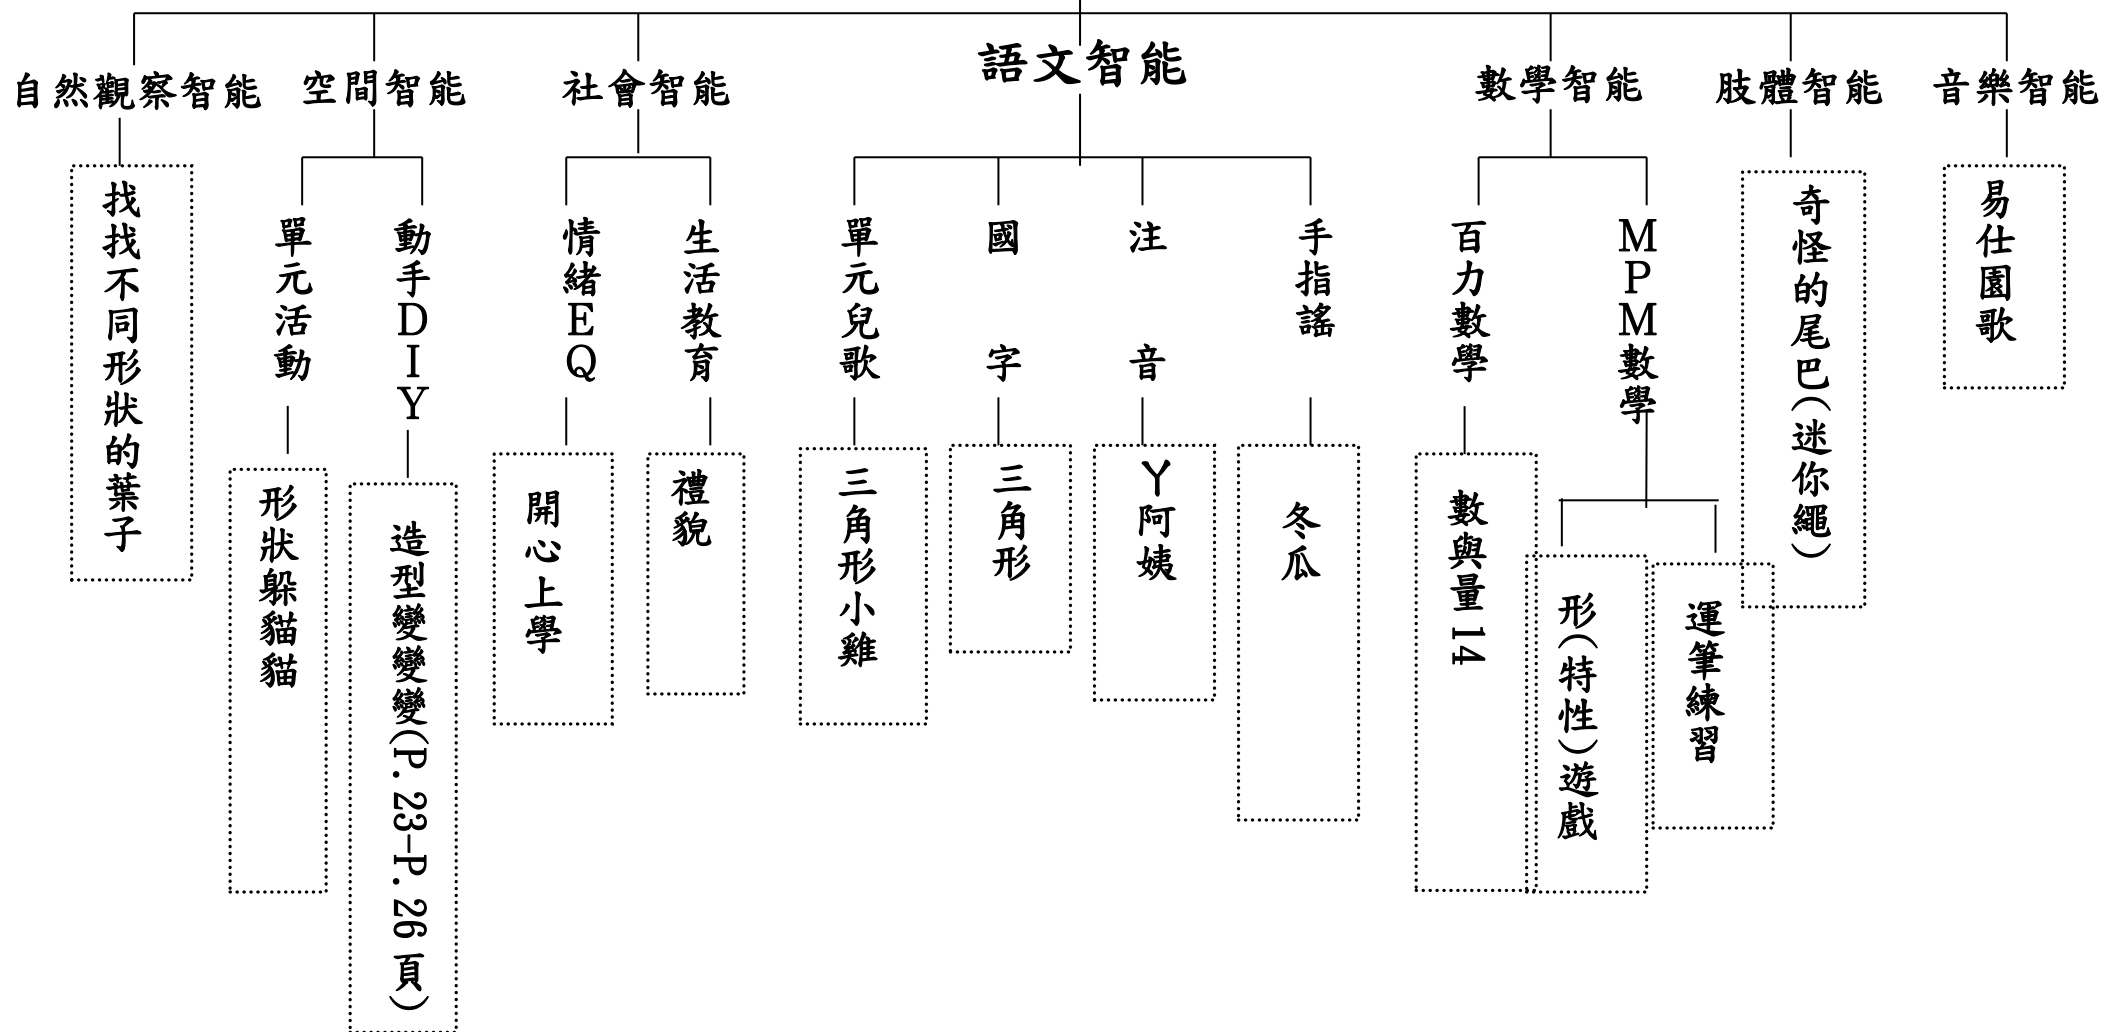 自然觀察智能
空間智能
社會智能
語文智能
數學智能
肢體智能
音樂智能
找找不同形狀的葉子
單元活動
動手DIY
情緒EQ
生活教育
單元兒歌
國字
注音
手指謠
百力數學
MPM數學
奇怪的尾巴(迷你繩)
易仕園歌
形狀躲貓貓
造型變變變(P.23-P.26頁)
開心上學
禮貌
三角形小雞
三角形
ㄚ阿姨
冬瓜
數與量14
形(特性)遊戲
運筆練習